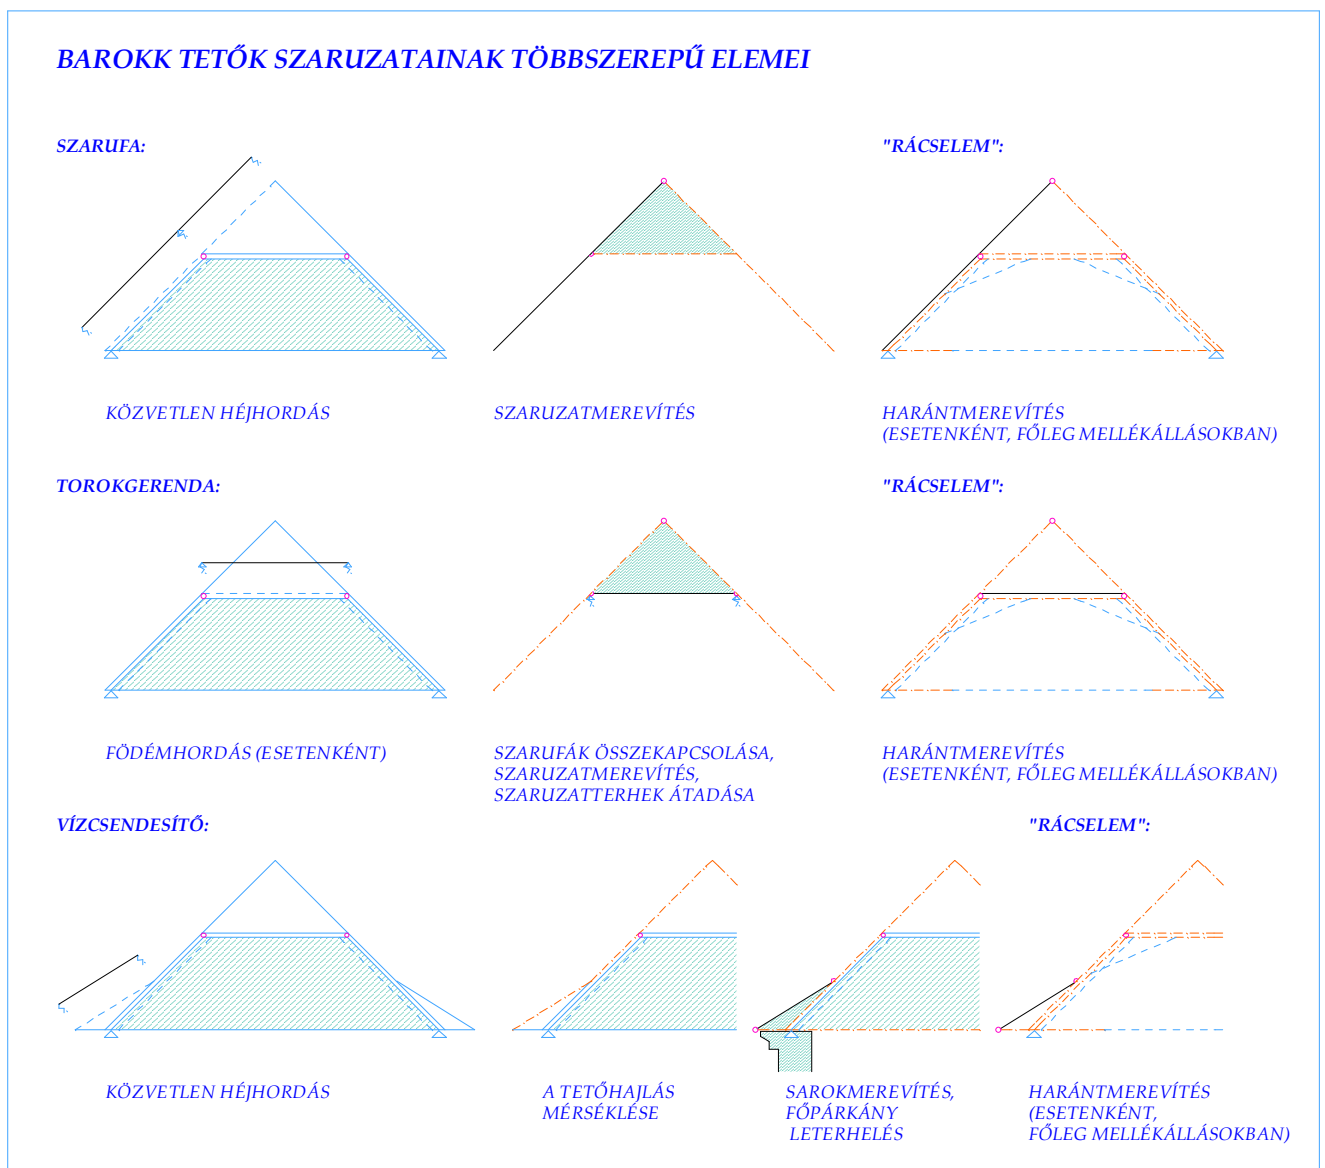 BAROKK TETŐK SZARUZATAINAK TÖBBSZEREPŰ ELEMEI
SZARUFA:
"RÁCSELEM":
KÖZVETLEN HÉJHORDÁS
SZARUZATMEREVÍTÉS
HARÁNTMEREVÍTÉS
(ESETENKÉNT, FŐLEG MELLÉKÁLLÁSOKBAN)
TOROKGERENDA:
"RÁCSELEM":
FÖDÉMHORDÁS (ESETENKÉNT)
SZARUFÁK ÖSSZEKAPCSOLÁSA,
SZARUZATMEREVÍTÉS,
SZARUZATTERHEK ÁTADÁSA
HARÁNTMEREVÍTÉS
(ESETENKÉNT, FŐLEG MELLÉKÁLLÁSOKBAN)
VÍZCSENDESÍTŐ:
"RÁCSELEM":
KÖZVETLEN HÉJHORDÁS
A TETŐHAJLÁS
MÉRSÉKLÉSE
SAROKMEREVÍTÉS,
FŐPÁRKÁNY
LETERHELÉS
HARÁNTMEREVÍTÉS
(ESETENKÉNT,
FŐLEG MELLÉKÁLLÁSOKBAN)